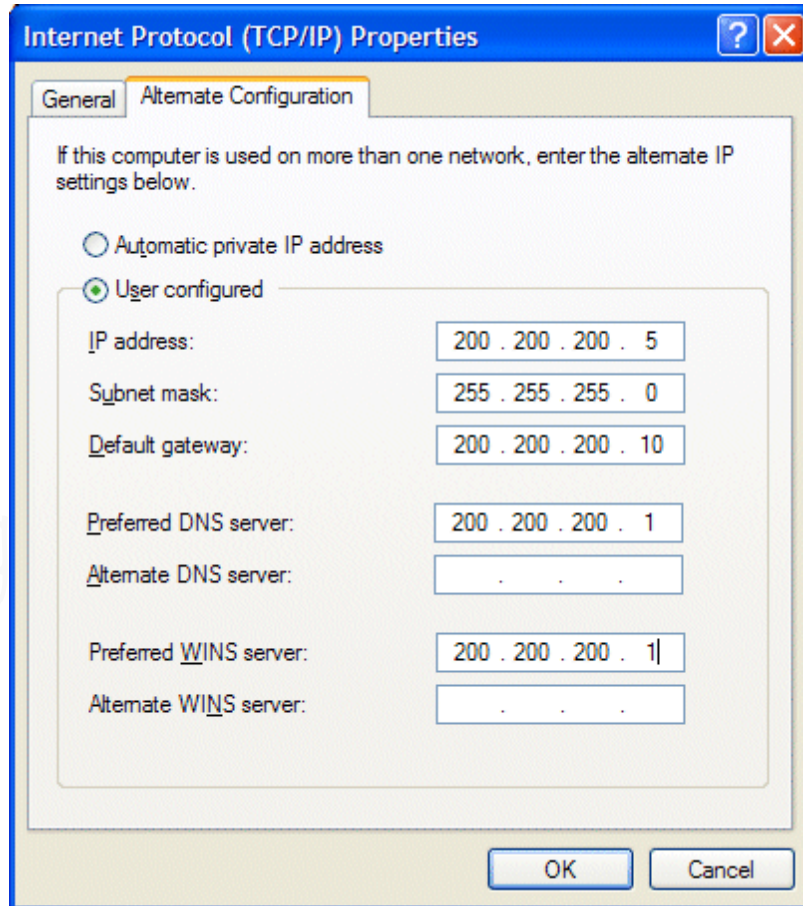 Internet Protocol (TCP/IP) Properties
General
Alternate Configuration
If this computer is used on more than one network, enter the alternate IP
settings below.
Automatic private IP address
User configured
IP address: 200 . 200 . 200 . 5
Subnet mask: 255 . 255 . 255 . 0
Default gateway: 200 . 200 . 200 . 10
Preferred DNS server: 200 . 200 . 200 . 1
Alternate DNS server: . . .
Preferred WINS server: 200 . 200 . 200 . 1
Alternate WINS server: . . .
OK
Cancel